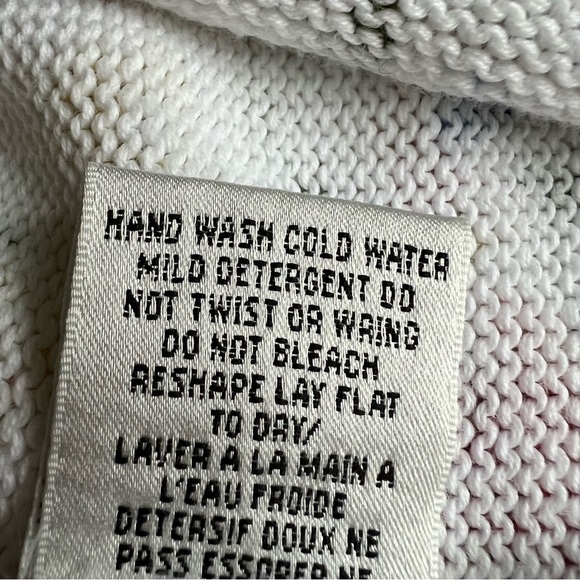 HAND WASH COLD WATER
MILD DETERGENT DO
NOT TWIST OR WRING
DO NOT BLEACH
RESHAPE LAY FLAT
TO DRY/
LAVER A LA MAIN A
L'EAU FROIDE
DETERSIF DOUX NE
PASS ESSORER NE